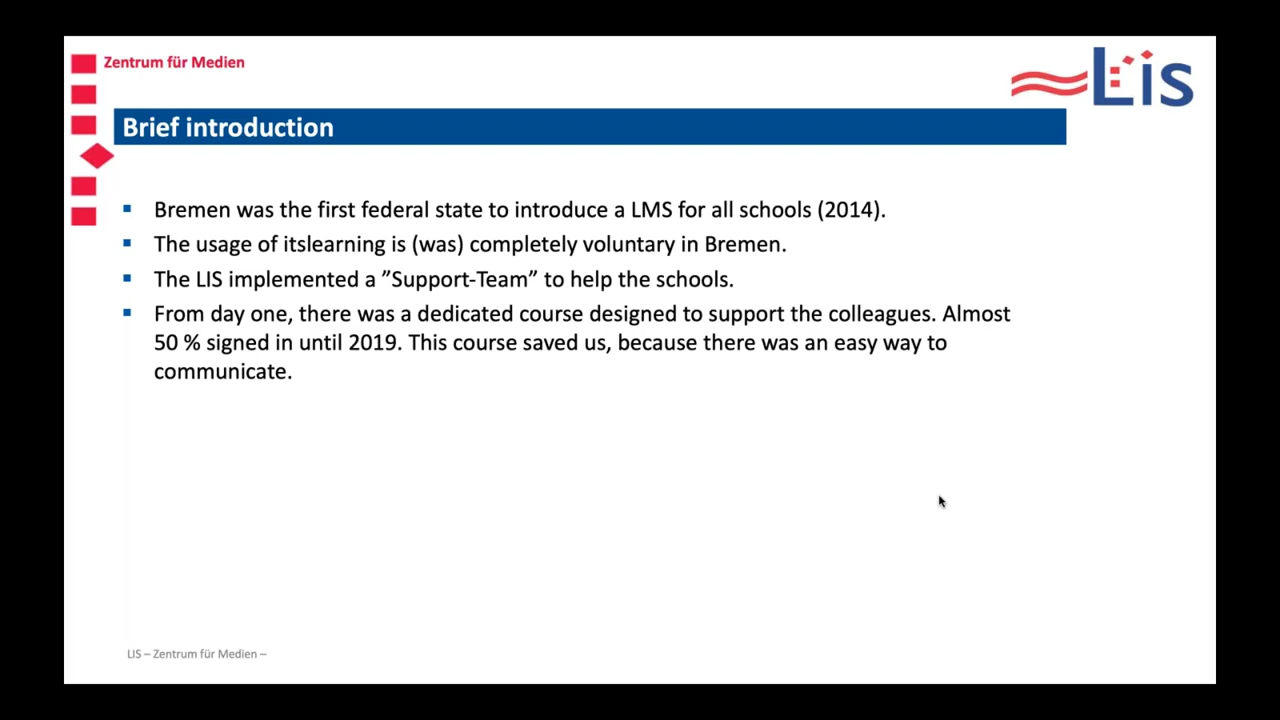 Zentrum für Medien
LIS
Brief introduction
Bremen was the first federal state to introduce a LMS for all schools (2014).
The usage of itslearning is (was) completely voluntary in Bremen.
The LIS implemented a ”Support-Team” to help the schools.
From day one, there was a dedicated course designed to support the colleagues. Almost
50 % signed in until 2019. This course saved us, because there was an easy way to
communicate.
LIS – Zentrum für Medien –